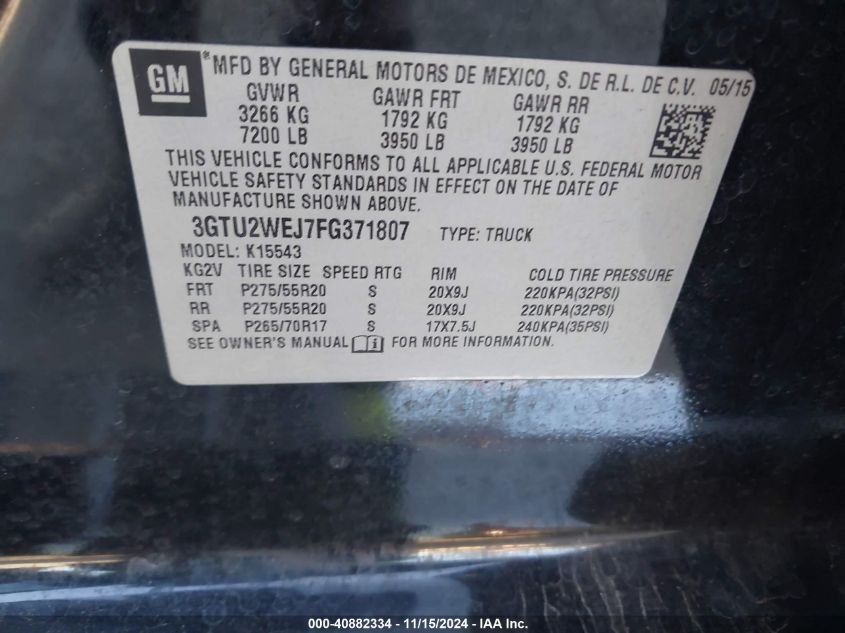 GM *MFD BY GENERAL MOTORS DE MEXICO, S. DE R.L. DE C.V. 05/15
GVWR GAWR FRT GAWR RR
3266 KG 1792 KG 1792 KG
7200 LB 3950 LB 3950 LB
THIS VEHICLE CONFORMS TO ALL APPLICABLE U.S. FEDERAL MOTOR
VEHICLE SAFETY STANDARDS IN EFFECT ON THE DATE OF
MANUFACTURE SHOWN ABOVE.
3GTU2WEJ7FG371807 TYPE: TRUCK
MODEL: K15543
KG2V TIRE SIZE SPEED RTG RIM COLD TIRE PRESSURE
FRT P275/55R20 S 20X9J 220KPA(32PSI)
RR P275/55R20 S 20X9J 220KPA(32PSI)
SPA P265/70R17 S 17X7.5J 240KPA(35PSI)
SEE OWNER'S MANUAL FOR MORE INFORMATION.
000-40882334 - 11/15/2024 - IAA Inc.